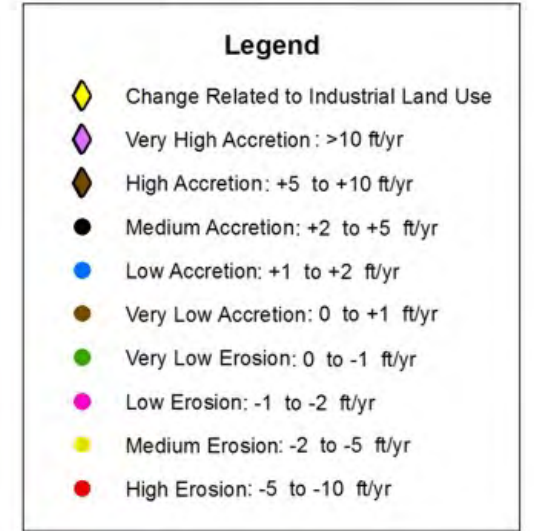 Legend
Change Related to Industrial Land Use
Very High Accretion: >10 ft/yr
High Accretion: +5 to +10 ft/yr
Medium Accretion: +2 to +5 ft/yr
Low Accretion: +1 to +2 ft/yr
Very Low Accretion: 0 to +1 ft/yr
Very Low Erosion: 0 to -1 ft/yr
Low Erosion: -1 to -2 ft/yr
Medium Erosion: -2 to -5 ft/yr
High Erosion: -5 to -10 ft/yr